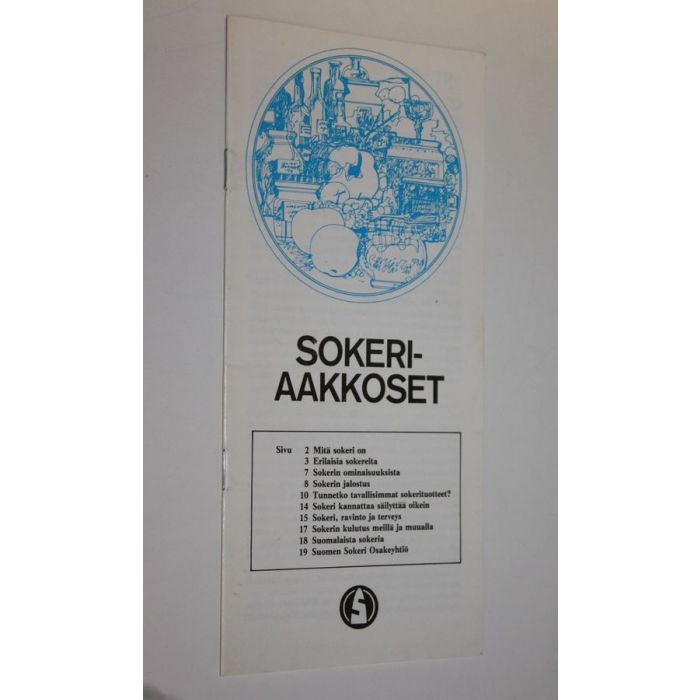 SOKERI-
AAKKOSET
Sivu 2 Mitä sokeri on
3 Erilaisia sokereita
7 Sokerin ominaisuuksista
8 Sokerin jalostus
10 Tunnetko tavallisimmat sokerituotteet?
14 Sokeri kannattaa säilyttää oikein
15 Sokeri, ravinto ja terveys
17 Sokerin kulutus meillä ja muualla
18 Suomalaista sokeria
19 Suomen Sokeri Osakeyhtiö
S